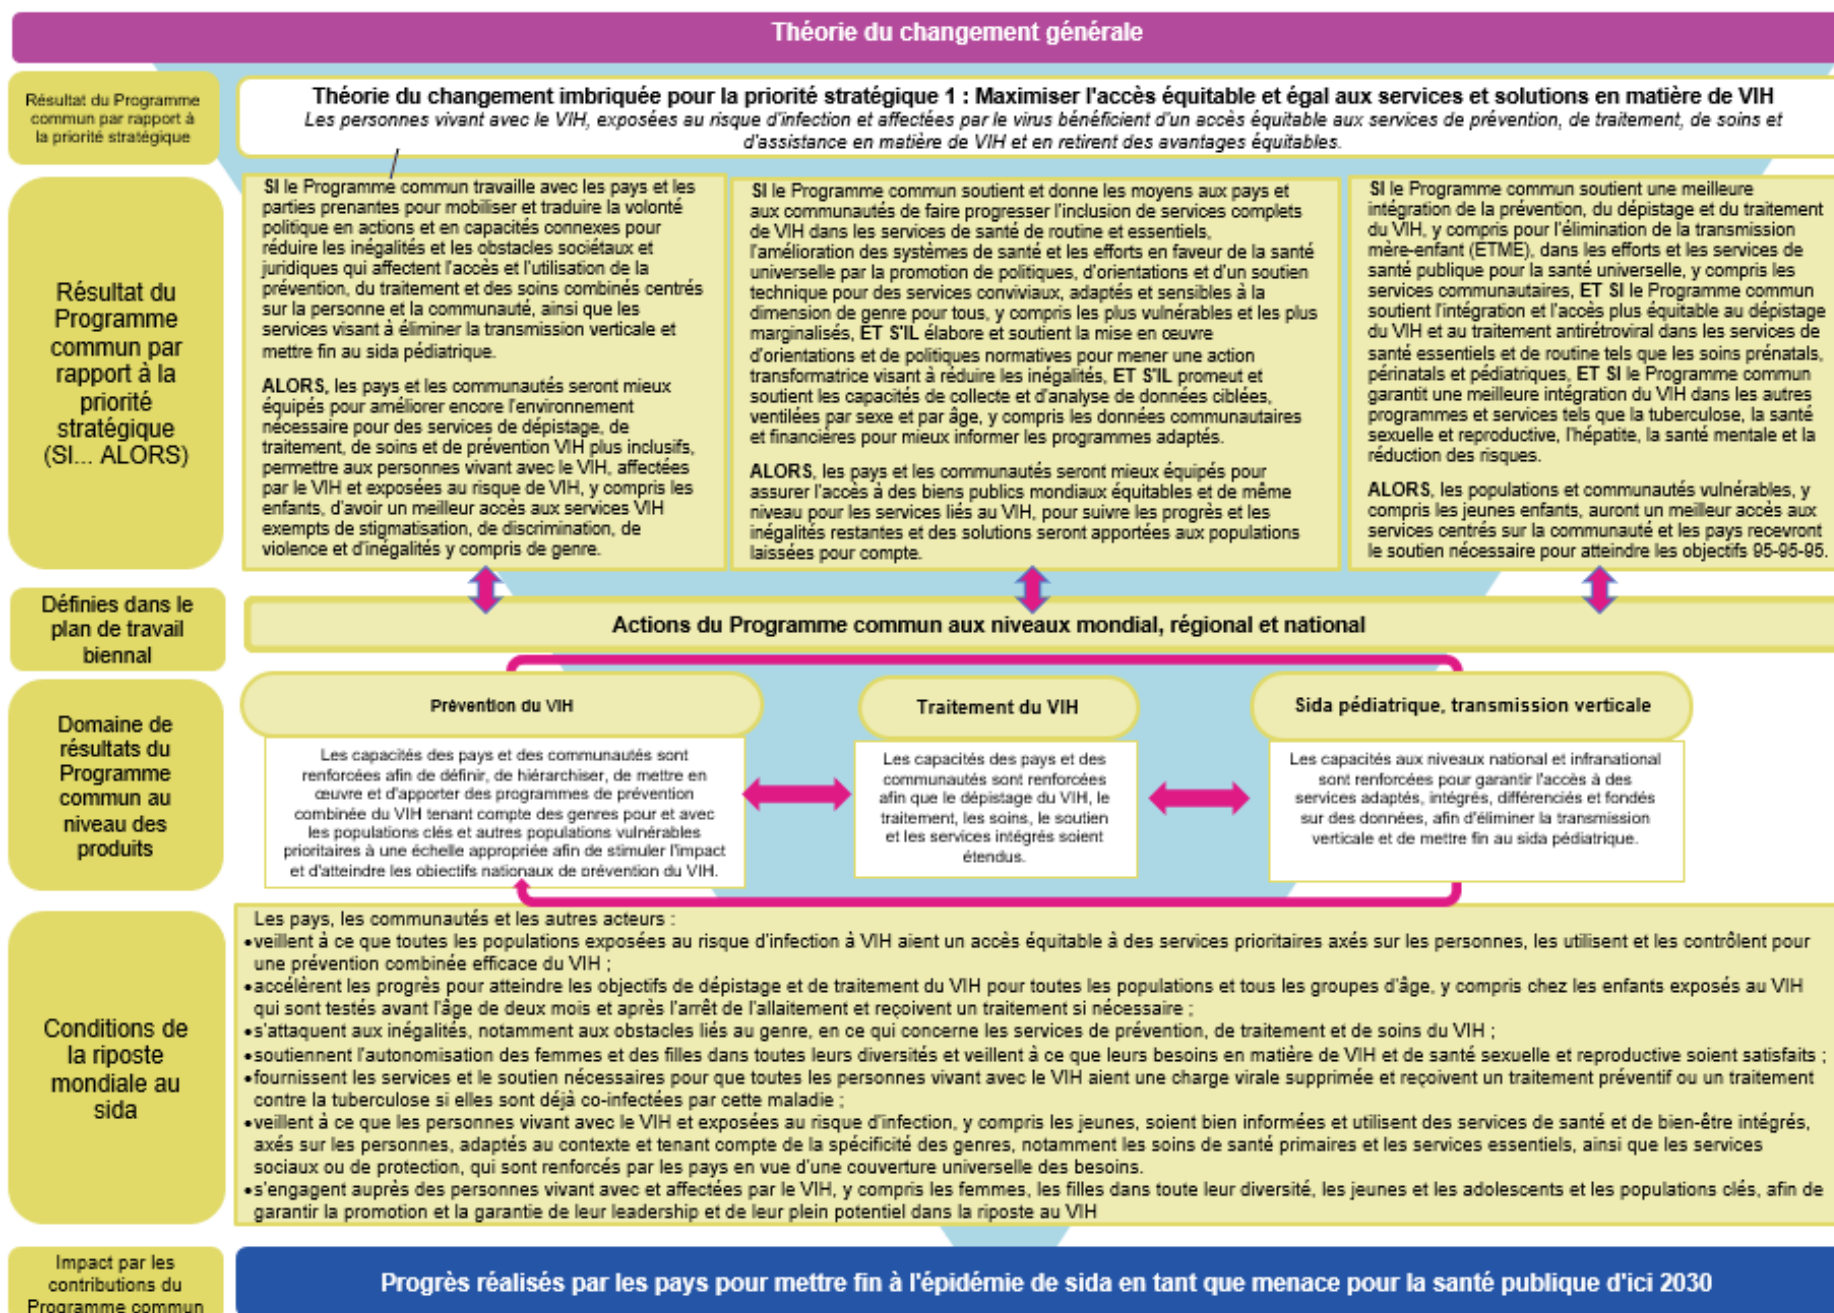 Théorie du changement générale
Résultat du Programme
commun par rapport à
la priorité stratégique
Théorie du changement imbriquée pour la priorité stratégique 1 : Maximiser l'accès équitable et égal aux services et solutions en matière de VIH
Les personnes vivant avec le VIH, exposées au risque d'infection et affectées par le virus bénéficient d'un accès équitable aux services de prévention, de traitement, de soins et
d'assistance en matière de VIH et en retirent des avantages équitables.
Résultat du
Programme
commun par
rapport à la
priorité
stratégique
(SI... ALORS)
SI le Programme commun travaille avec les pays et les
parties prenantes pour mobiliser et traduire la volonté
politique en actions et en capacités connexes pour
réduire les inégalités et les obstacles sociétaux et
juridiques qui affectent l'accès et l'utilisation de la
prévention, du traitement et des soins combinés centrés
sur la personne et la communauté, ainsi que les
services visant à éliminer la transmission verticale et
mettre fin au sida pédiatrique.
ALORS, les pays et les communautés seront mieux
équipés pour améliorer encore l'environnement
nécessaire pour des services de dépistage, de
traitement, de soins et de prévention VIH plus inclusifs,
permettre aux personnes vivant avec le VIH, affectées
par le VIH et exposées au risque de VIH, y compris les
enfants, d'avoir un meilleur accès aux services VIH
exempts de stigmatisation, de discrimination, de
violence et d'inégalités y compris de genre.
SI le Programme commun soutient et donne les moyens aux pays et
aux communautés de faire progresser l'inclusion de services complets
de VIH dans les services de santé de routine et essentiels,
l'amélioration des systèmes de santé et les efforts en faveur de la santé
universelle par la promotion de politiques, d'orientations et d'un soutien
technique pour des services conviviaux, adaptés et sensibles à la
dimension de genre pour tous, y compris les plus vulnérables et les plus
marginalisés, ET S'IL élabore et soutient la mise en œuvre
d'orientations et de politiques normatives pour mener une action
transformatrice visant à réduire les inégalités, ET S'IL promeut et
soutient les capacités de collecte et d'analyse de données ciblées,
ventilées par sexe et par âge, y compris les données communautaires
et financières pour mieux informer les programmes adaptés.
ALORS, les pays et les communautés seront mieux équipés pour
assurer l'accès à des biens publics mondiaux équitables et de même
niveau pour les services liés au VIH, pour suivre les progrès et les
inégalités restantes et des solutions seront apportées aux populations
laissées pour compte.
SI le Programme commun soutient une meilleure
intégration de la prévention, du dépistage et du traitement
du VIH, y compris pour l'élimination de la transmission
mère-enfant (ETME), dans les efforts et les services de
santé publique pour la santé universelle, y compris les
services communautaires, ET SI le Programme commun
soutient l'intégration et l'accès plus équitable au dépistage
du VIH et au traitement antirétroviral dans les services de
santé essentiels et de routine tels que les soins prénatals,
périnatals et pédiatriques, ET SI le Programme commun
garantit une meilleure intégration du VIH dans les autres
programmes et services tels que la tuberculose, la santé
sexuelle et reproductive, l'hépatite, la santé mentale et la
réduction des risques.
ALORS, les populations et communautés vulnérables, y
compris les jeunes enfants, auront un meilleur accès aux
services centrés sur la communauté et les pays recevront
le soutien nécessaire pour atteindre les objectifs 95-95-95.
Définies dans le
plan de travail
biennal
Actions du Programme commun aux niveaux mondial, régional et national
Domaine de
résultats du
Programme
commun au
niveau des
produits
Prévention du VIH
Les capacités des pays et des communautés sont
renforcées afin de définir, de hiérarchiser, de mettre en
œuvre et d'apporter des programmes de prévention
combinée du VIH tenant compte des genres pour et avec
les populations clés et autres populations vulnérables
prioritaires à une échelle appropriée afin de stimuler l'impact
et d'atteindre les objectifs nationaux de prévention du VIH.
Traitement du VIH
Les capacités des pays et des
communautés sont renforcées
afin que le dépistage du VIH, le
traitement, les soins, le soutien
et les services intégrés soient
étendus.
Sida pédiatrique, transmission verticale
Les capacités aux niveaux national et infranational
sont renforcées pour garantir l'accès à des
services adaptés, intégrés, différenciés et fondés
sur des données, afin d'éliminer la transmission
verticale et de mettre fin au sida pédiatrique.
Conditions de
la riposte
mondiale au
sida
Les pays, les communautés et les autres acteurs :
•veillent à ce que toutes les populations exposées au risque d'infection à VIH aient un accès équitable à des services prioritaires axés sur les personnes, les utilisent et les contrôlent pour
une prévention combinée efficace du VIH ;
•accélèrent les progrès pour atteindre les objectifs de dépistage et de traitement du VIH pour toutes les populations et tous les groupes d'âge, y compris chez les enfants exposés au VIH
qui sont testés avant l'âge de deux mois et après l'arrêt de l'allaitement et reçoivent un traitement si nécessaire ;
•s'attaquent aux inégalités, notamment aux obstacles liés au genre, en ce qui concerne les services de prévention, de traitement et de soins du VIH ;
•soutiennent l'autonomisation des femmes et des filles dans toutes leurs diversités et veillent à ce que leurs besoins en matière de VIH et de santé sexuelle et reproductive soient satisfaits ;
•fournissent les services et le soutien nécessaires pour que toutes les personnes vivant avec le VIH aient une charge virale supprimée et reçoivent un traitement préventif ou un traitement
contre la tuberculose si elles sont déjà co-infectées par cette maladie ;
•veillent à ce que les personnes vivant avec le VIH et exposées au risque d'infection, y compris les jeunes, soient bien informées et utilisent des services de santé et de bien-être intégrés,
axés sur les personnes, adaptés au contexte et tenant compte de la spécificité des genres, notamment les soins de santé primaires et les services essentiels, ainsi que les services
sociaux ou de protection, qui sont renforcés par les pays en vue d'une couverture universelle des besoins.
•s'engagent auprès des personnes vivant avec et affectées par le VIH, y compris les femmes, les filles dans toute leur diversité, les jeunes et les adolescents et les populations clés, afin de
garantir la promotion et la garantie de leur leadership et de leur plein potentiel dans la riposte au VIH
Impact par les
contributions du
Programme commun
Progrès réalisés par les pays pour mettre fin à l'épidémie de sida en tant que menace pour la santé publique d'ici 2030